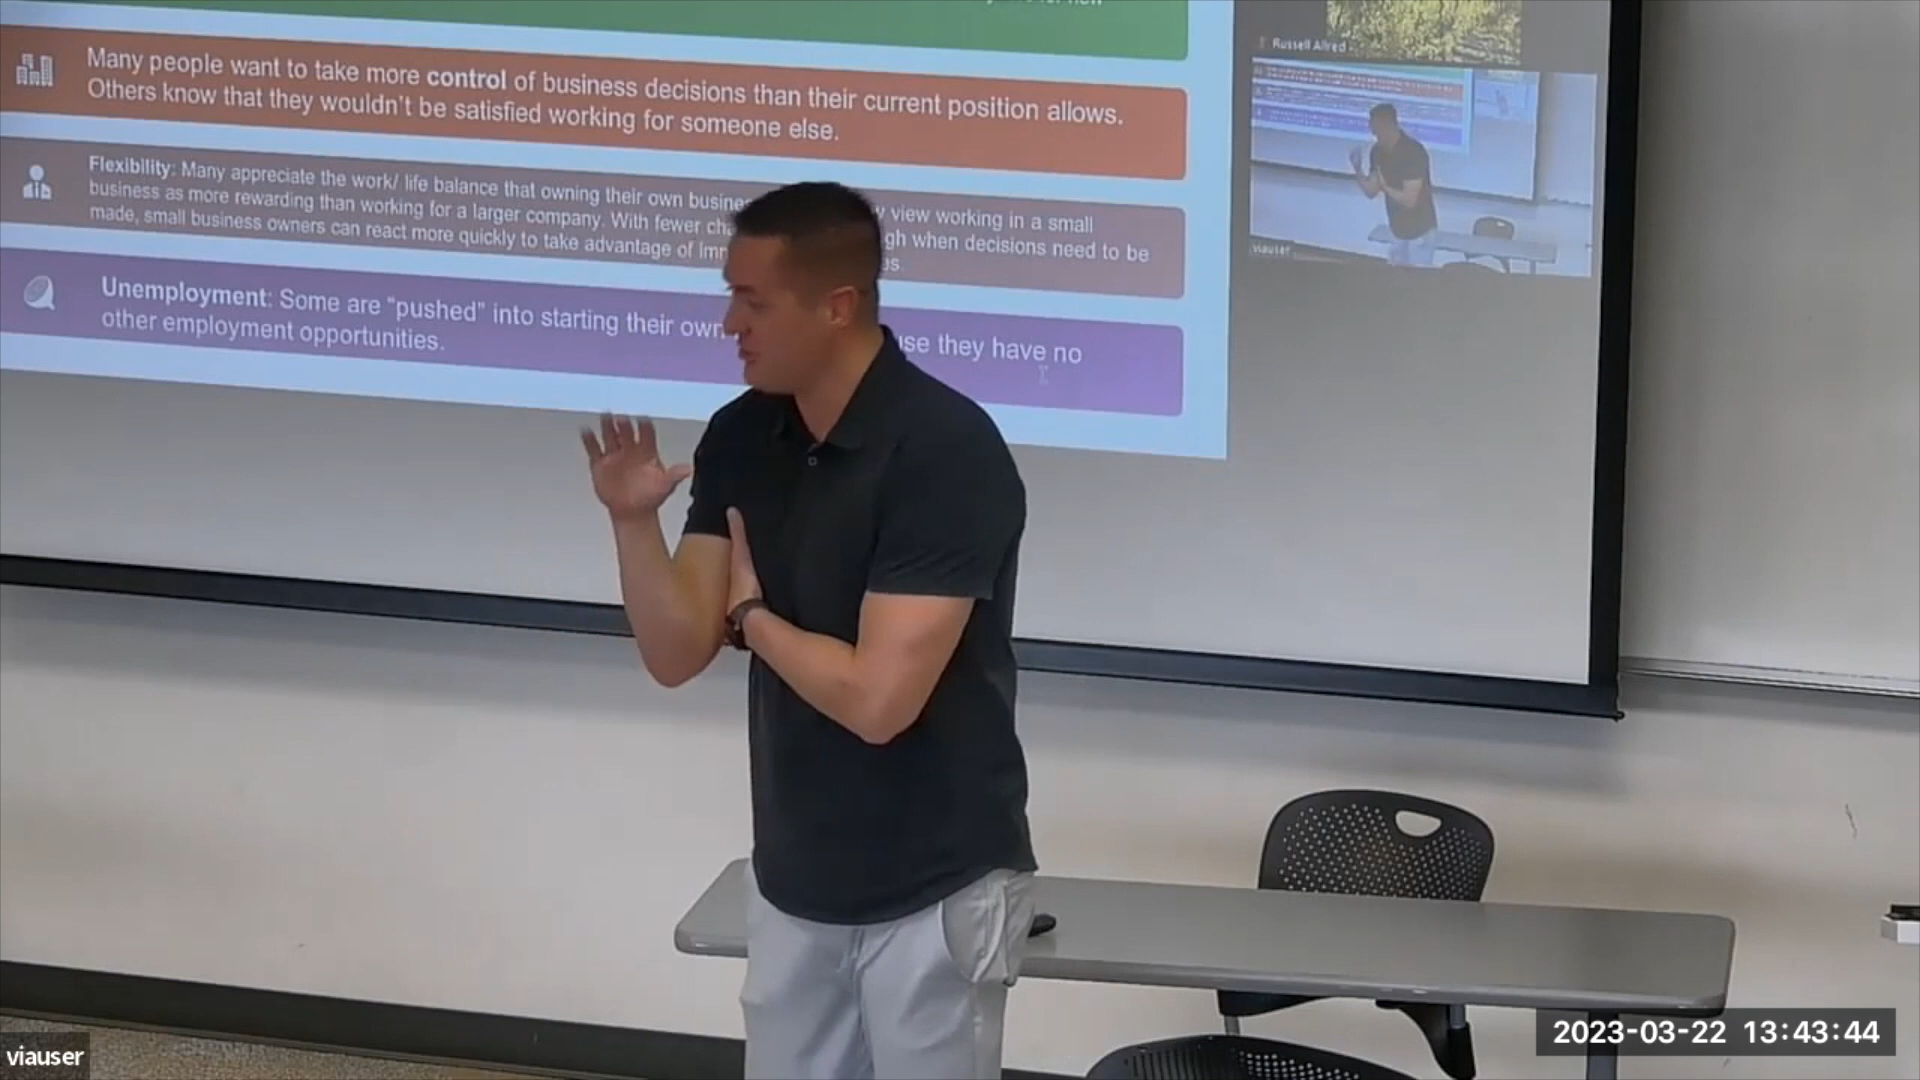 Many people want to take more control of business decisions than their current position allows.
Others know that they wouldn't be satisfied working for someone else.
Flexibility: Many appreciate the work/ life balance that owning their own busine
view working in a small
business as more rewarding than working for a larger company. With fewer
when decisions need to be
made, small business owners can react more quickly to take advantage of
Unemployment: Some are "pushed" into starting their own
they have no
other employment opportunities.
Russell Allred
viauser
2023-03-22 13:43:44
viauser